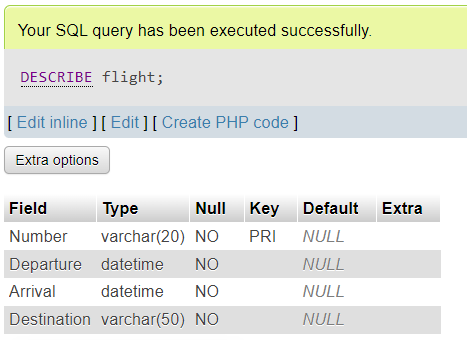 Your SQL query has been executed successfully.
DESCRIBE flight;
[ Edit inline ] [ Edit ] [ Create PHP code ]
Extra options
Field Type Null Key Default Extra
Number varchar(20) NO PRI NULL
Departure datetime NO NULL
Arrival datetime NO NULL
Destination varchar(50) NO NULL